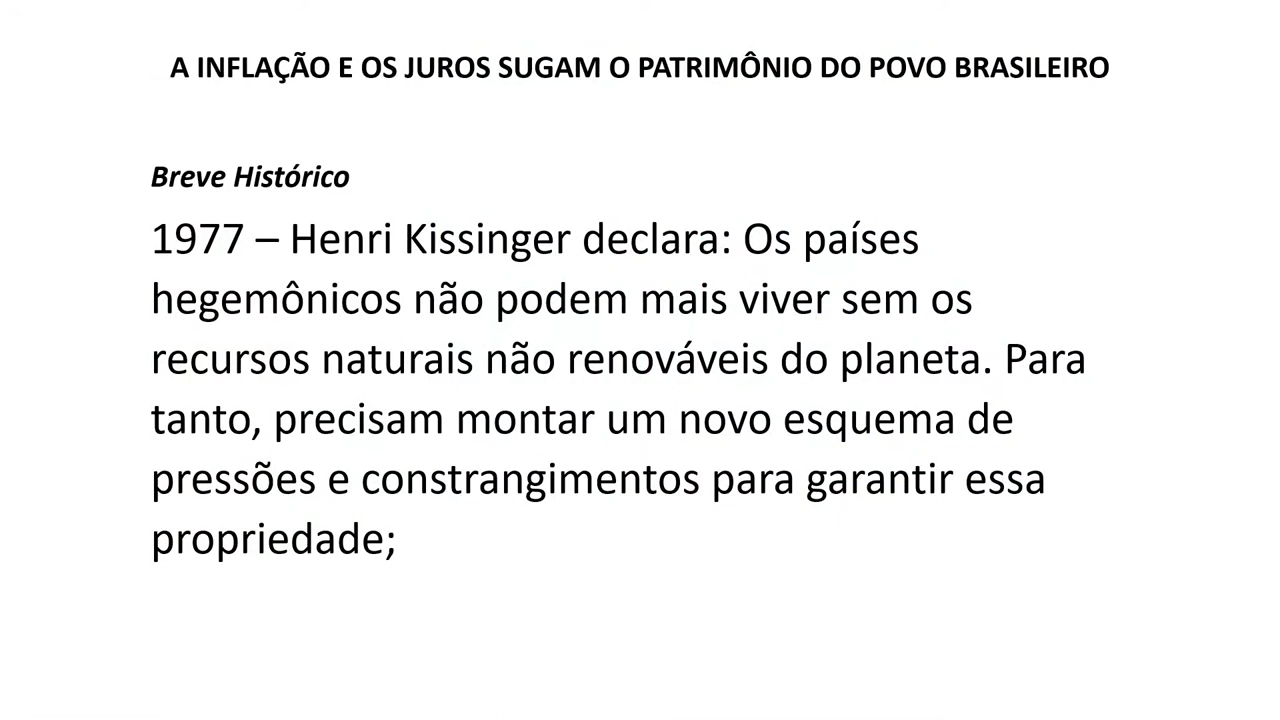 A INFLAÇÃO E OS JUROS SUGAM O PATRIMÔNIO DO POVO BRASILEIRO
Breve Histórico
1977 – Henri Kissinger declara: Os países
hegemônicos não podem mais viver sem os
recursos naturais não renováveis do planeta. Para
tanto, precisam montar um novo esquema de
pressões e constrangimentos para garantir essa
propriedade;